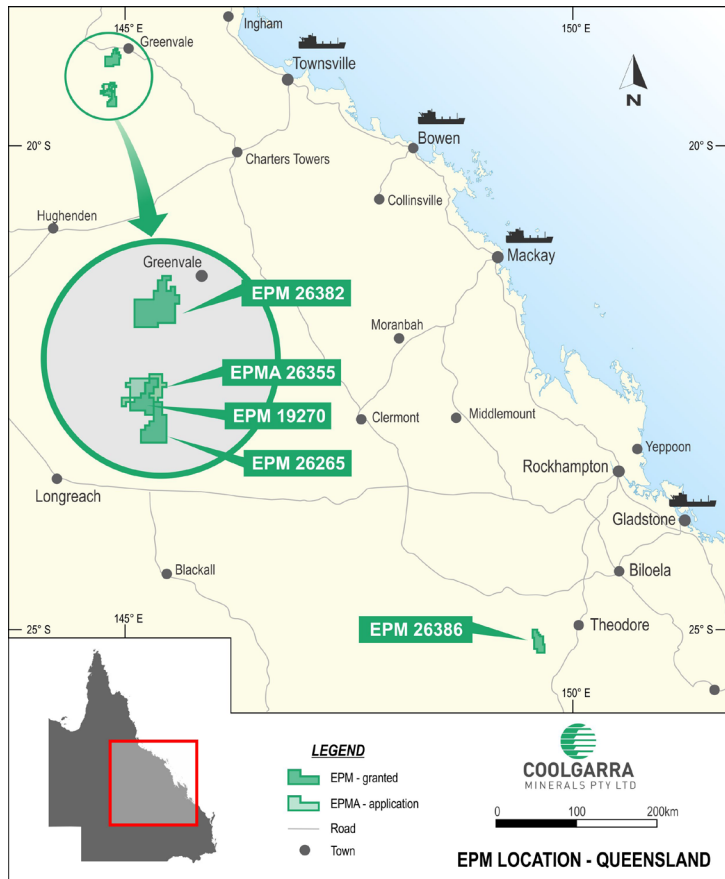 145° E
150° E
Ingham
Greenvale
Townsville
N
20° S
20° S
Bowen
Charters Towers
Collinsville
Hughenden
Mackay
Greenvale
EPM 26382
Moranbah
EPMA 26355
EPM 19270
Clermont
Middlemount
EPM 26265
Yeppoon
Rockhampton
Longreach
Gladstone
Blackall
Biloela
145° E
EPM 26386
Theodore
25° S
25° S
150° E
LEGEND
EPM - granted
EPMA - application
Road
Town
COOLGARRA
MINERALS PTY LTD
0 100 200km
EPM LOCATION - QUEENSLAND